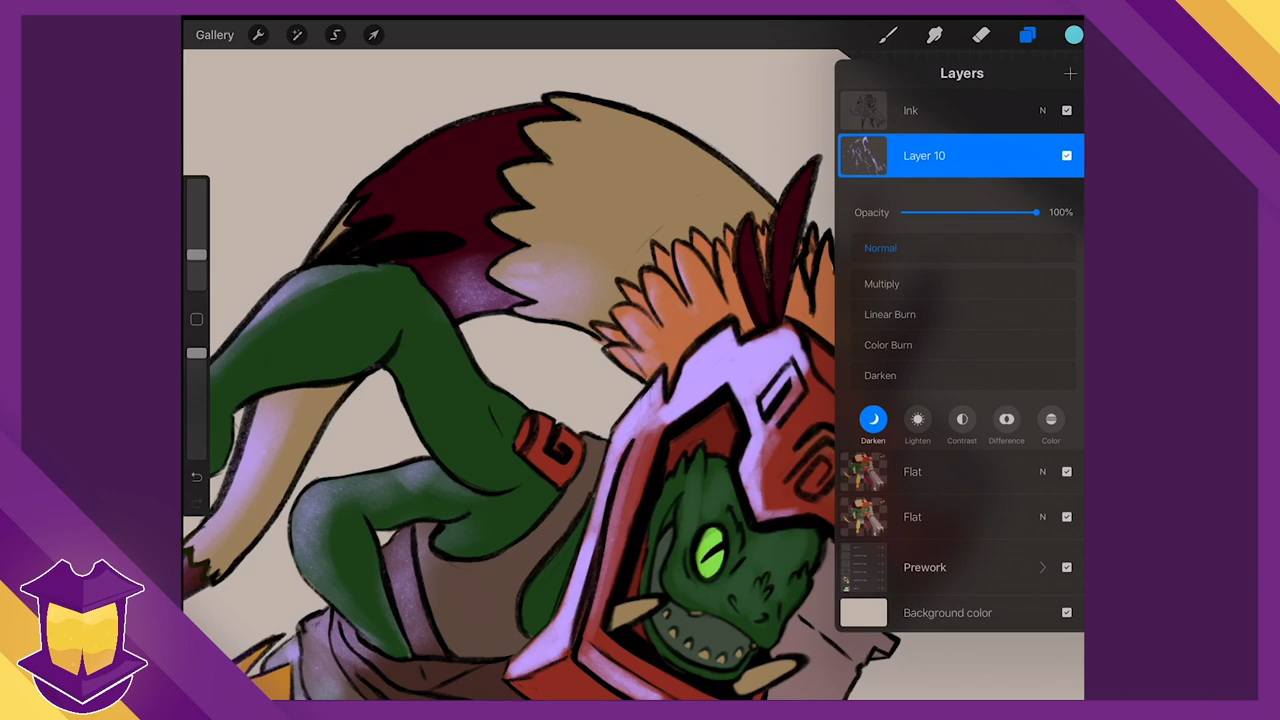 Gallery
Layers
Ink N
Layer 10
Opacity 100%
Normal
Multiply
Linear Burn
Color Burn
Darken
Darken Lighten Contrast Difference Color
Flat N
Flat N
Prework
Background color